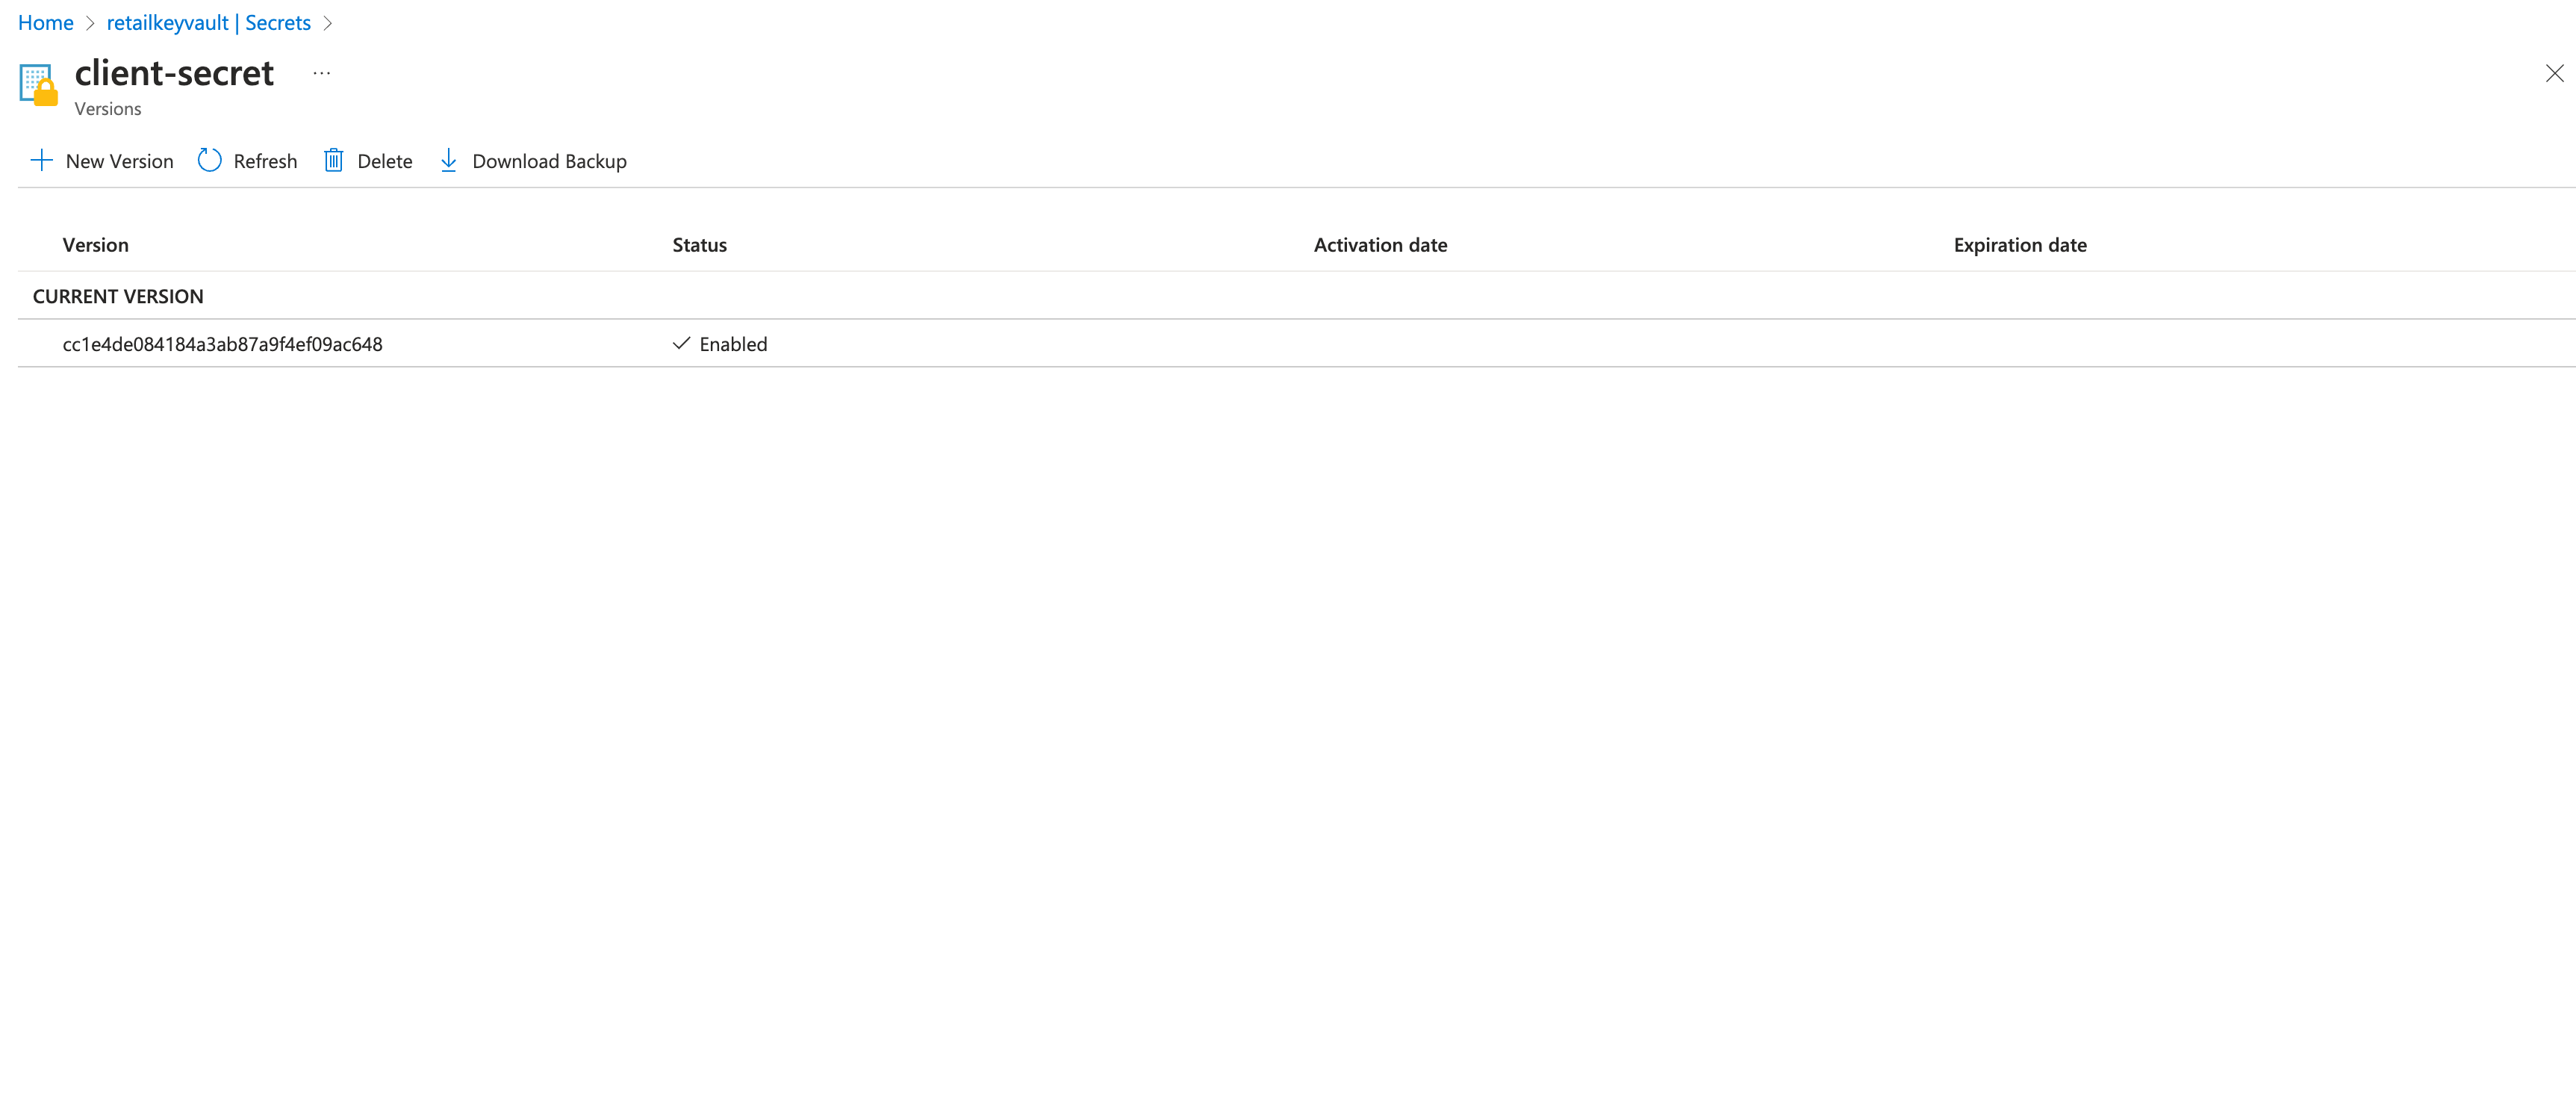 Home > retailkeyvault | Secrets >
client-secret ...
Versions
New Version Refresh Delete Download Backup
Version Status Activation date Expiration date
CURRENT VERSION
cc1e4de084184a3ab87a9f4ef09ac648 Enabled